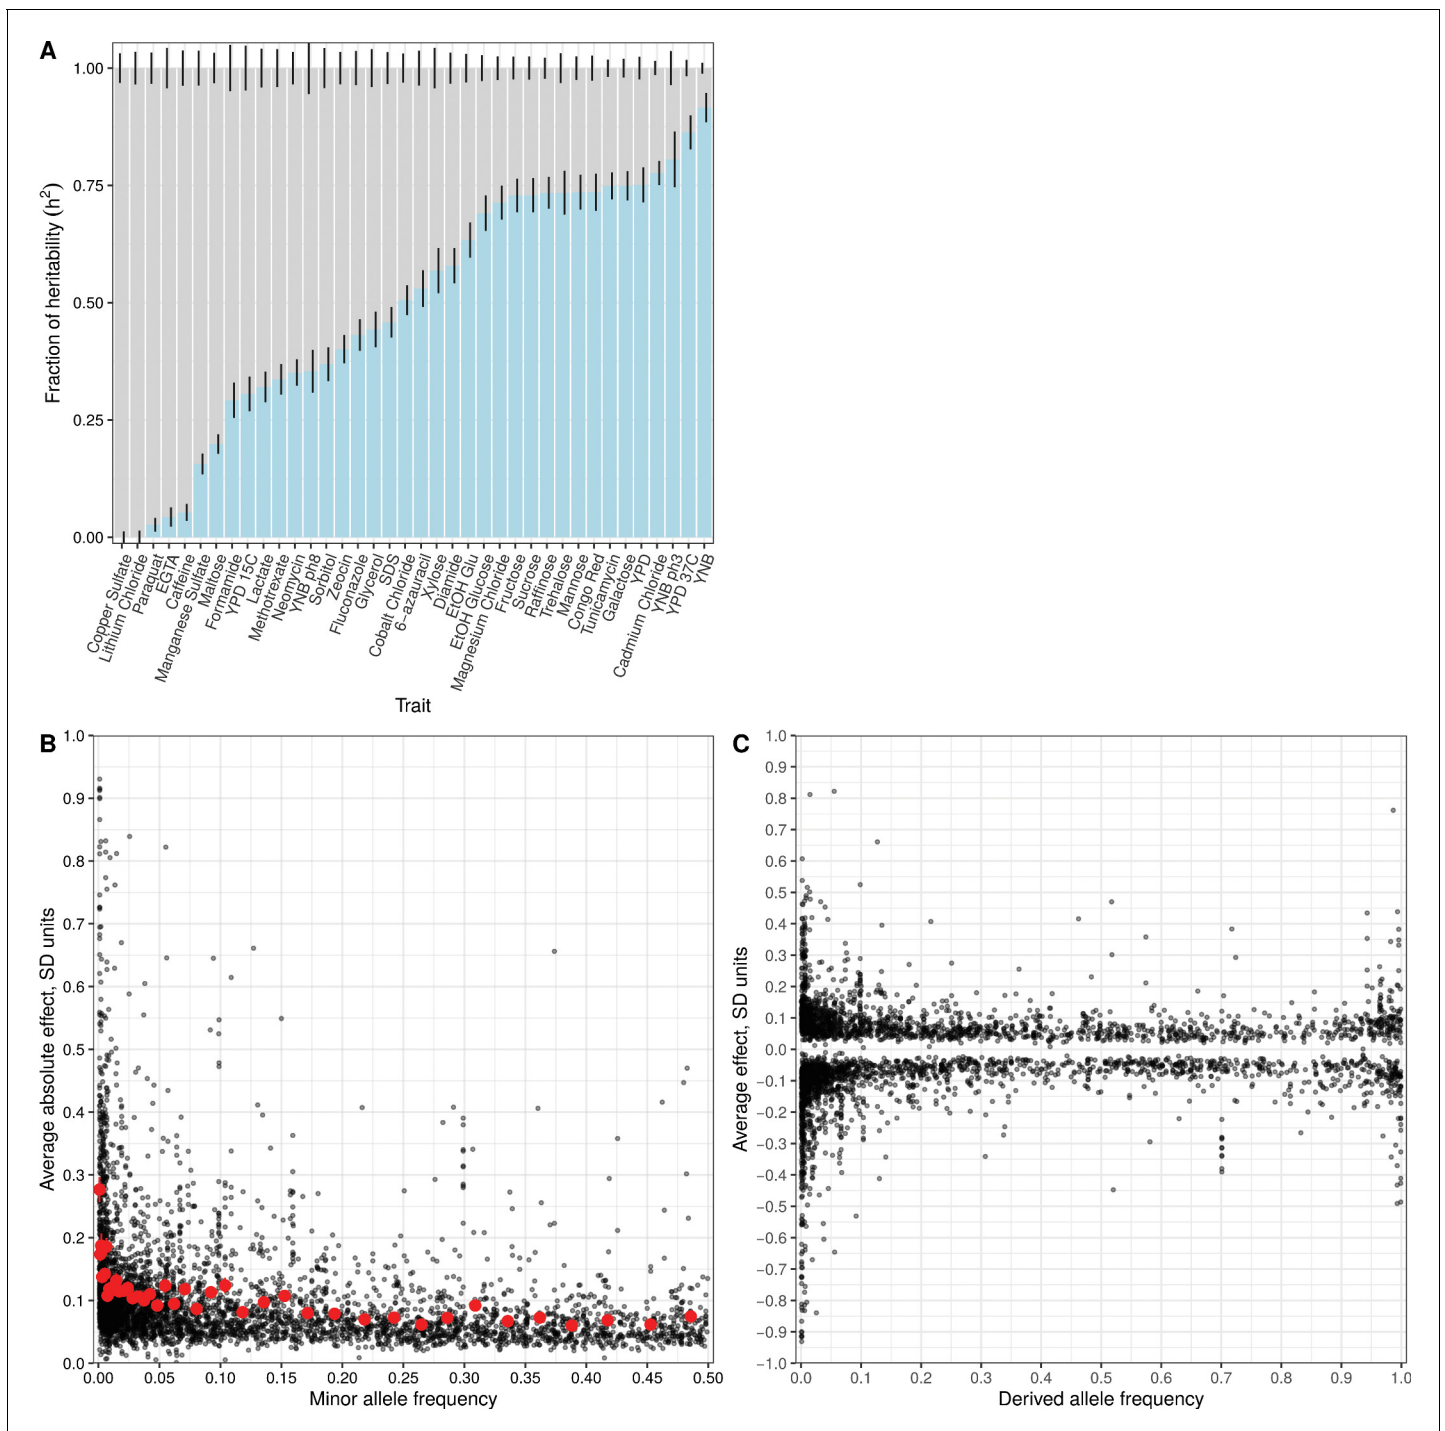 A
1.00
0.75
0.50
0.25
0.00
Fraction of heritability (h²)
Copper Sulfate
Lithium Chloride
Paraquat
EGTA
Caffeine
Manganese Sulfate
Maltose
Formamide
YPD 15C
Lactate
Methotrexate
Neomycin
YNB ph8
Sorbitol
Zeocin
Fluconazole
Glycerol
SDS
Cobalt Chloride
6−azauracil
Xylose
Diamide
EtOH Glu
EtOH Glucose
Magnesium Chloride
Fructose
Sucrose
Raffinose
Trehalose
Mannose
Congo Red
Tunicamycin
Galactose
YPD
Cadmium Chloride
YNB ph3
YPD 37C
YNB
Trait
B
1.0
0.9
0.8
0.7
0.6
0.5
0.4
0.3
0.2
0.1
0.0
Average absolute effect, SD units
0.00 0.05 0.10 0.15 0.20 0.25 0.30 0.35 0.40 0.45 0.50
Minor allele frequency
C
1.0
0.9
0.8
0.7
0.6
0.5
0.4
0.3
0.2
0.1
0.0
−0.1
−0.2
−0.3
−0.4
−0.5
−0.6
−0.7
−0.8
−0.9
−1.0
Average effect, SD units
0.0 0.1 0.2 0.3 0.4 0.5 0.6 0.7 0.8 0.9 1.0
Derived allele frequency